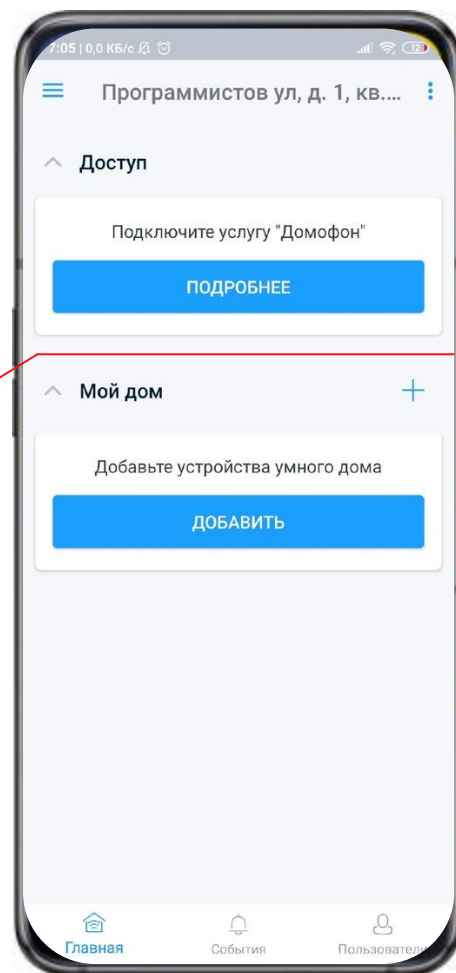 7:05 | 0,0 КБ/с
12
Программистов ул, д. 1, кв....
Доступ
Подключите услугу "Домофон"
ПОДРОБНЕЕ
Мой дом
Добавьте устройства умного дома
ДОБАВИТЬ
Главная
События
Пользователи